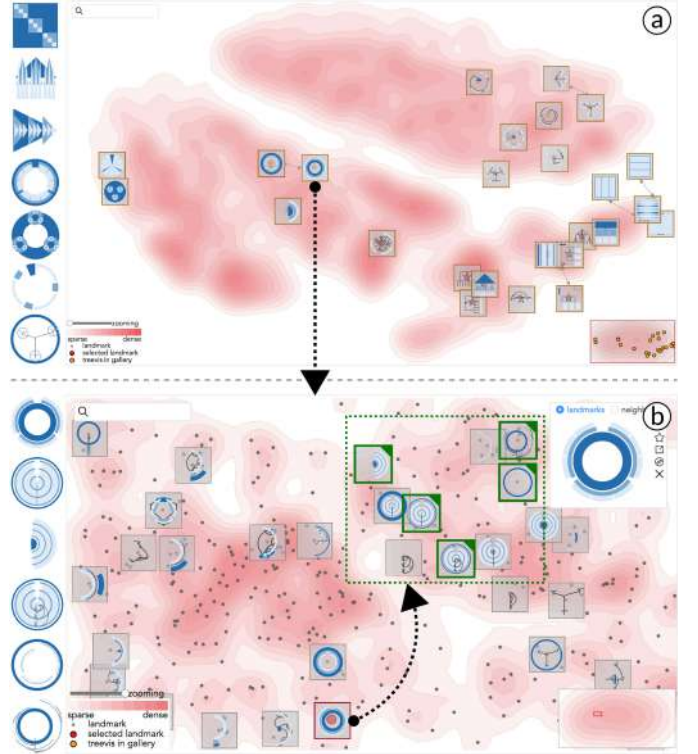 a
zooming
sparse dense
landmark
selected landmark
treevis in gallery
b
landmarks neigh
zooming
sparse dense
landmark
selected landmark
treevis in gallery